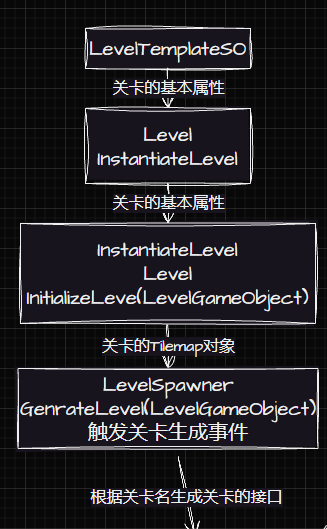 LevelTemplateSO
关卡的基本属性
Level
InstantiateLevel
关卡的基本属性
InstantiateLevel
Level
InitializeLeve(LevelGameObject)
关卡的Tilemap对象
LevelSpawner
GenrateLevel(LevelGameObject)
触发关卡生成事件
根据关卡名生成关卡的接口